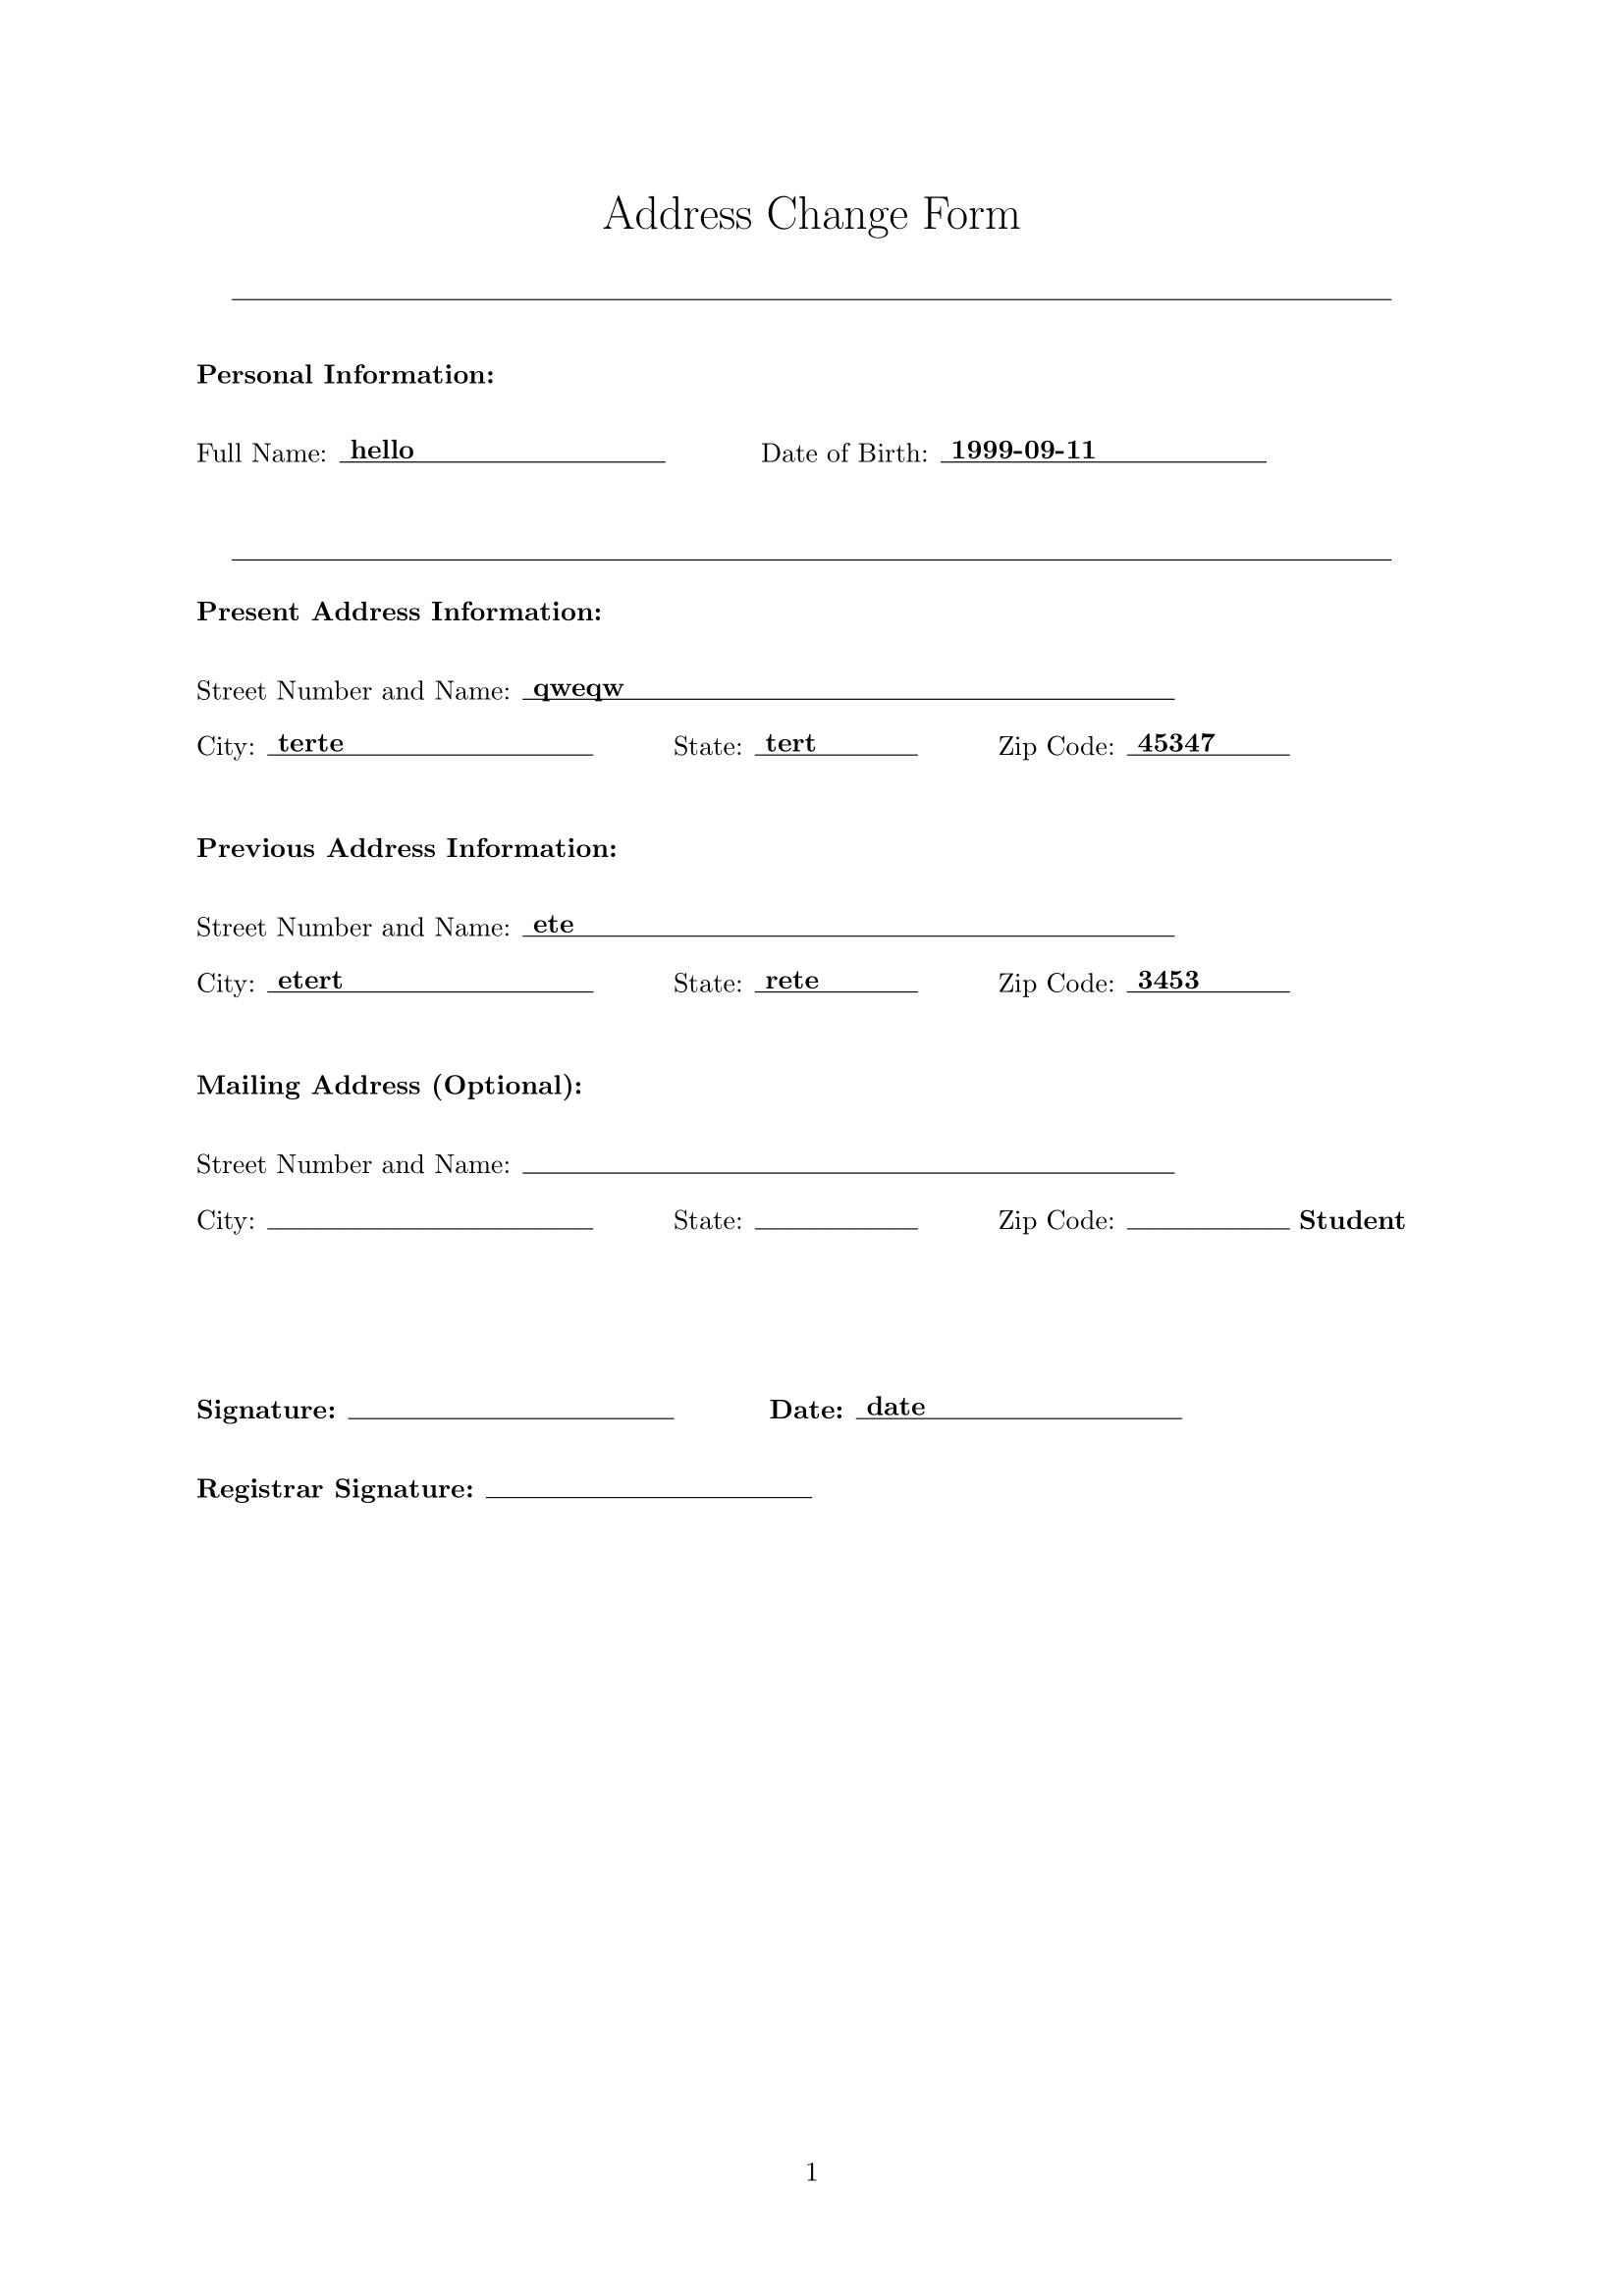 Address Change Form
Personal Information:
Full Name: hello Date of Birth: 1999-09-11
Present Address Information:
Street Number and Name: qweqw
City: terte State: tert Zip Code: 45347
Previous Address Information:
Street Number and Name: ete
City: etert State: rete Zip Code: 3453
Mailing Address (Optional):
Street Number and Name:
City: State: Zip Code: Student
Signature: Date: date
Registrar Signature:
1